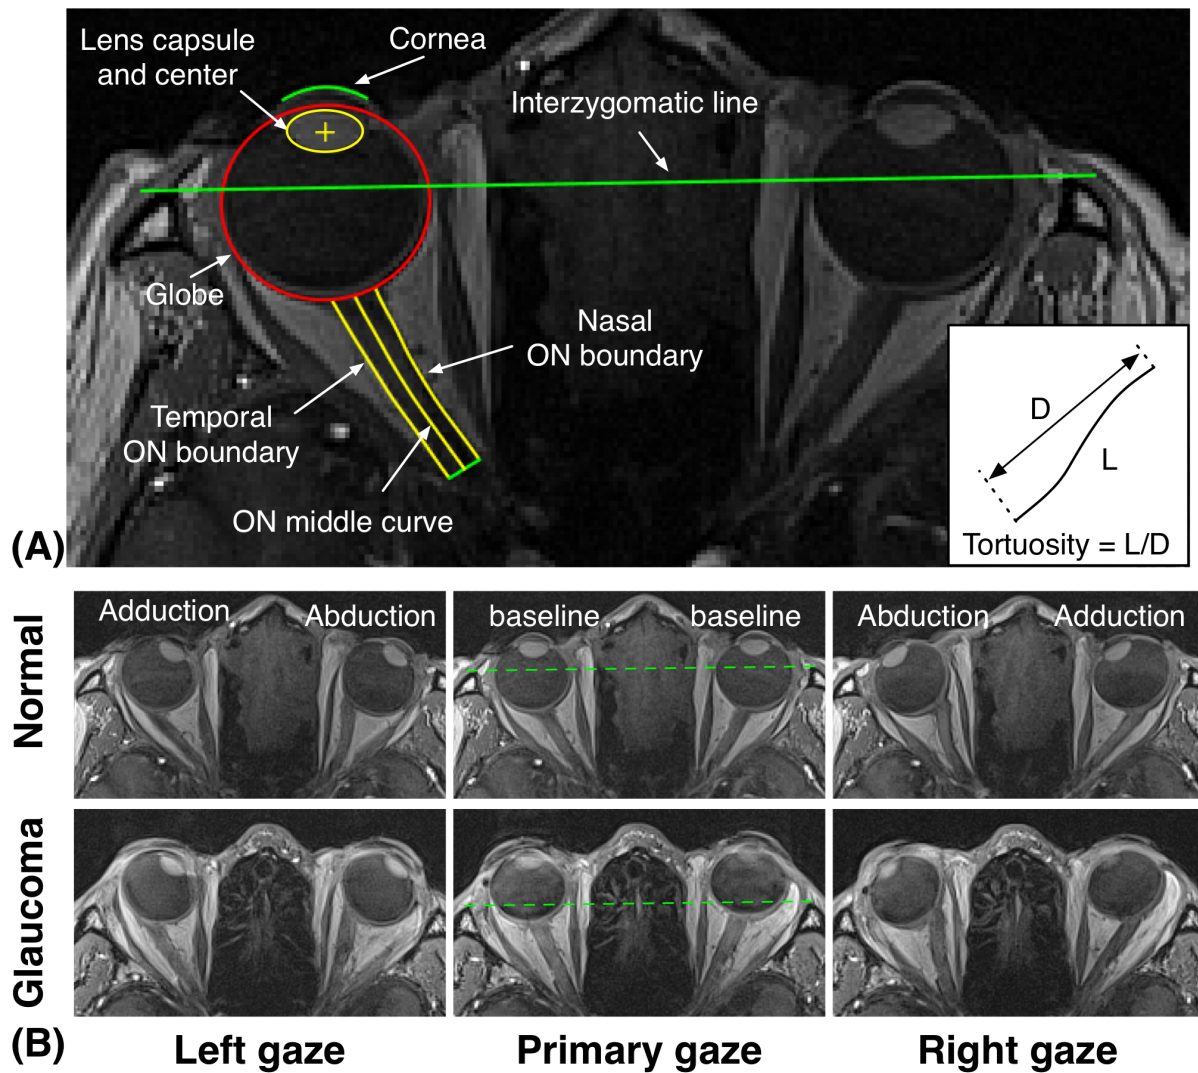 Lens capsule
and center
Cornea
Interzygomatic line
Globe
Nasal
ON boundary
Temporal
ON boundary
ON middle curve
D
L
Tortuosity = L/D
(A)
Normal
Adduction
Abduction
baseline
baseline
Abduction
Adduction
Glaucoma
(B)
Left gaze
Primary gaze
Right gaze